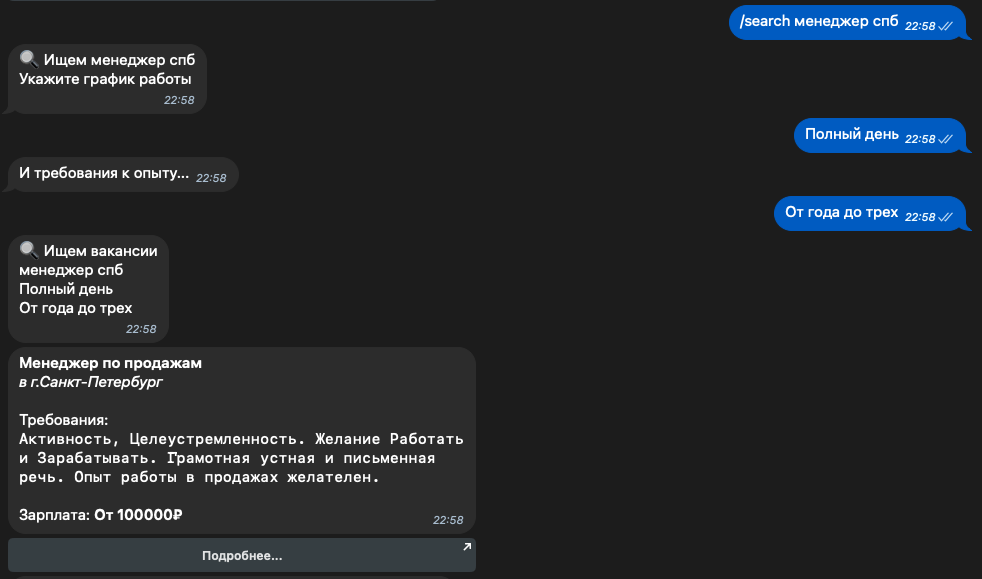 /search менеджер спб 22:58
Ищем менеджер спб
Укажите график работы
22:58
Полный день 22:58
И требования к опыту... 22:58
От года до трех 22:58
Ищем вакансии
менеджер спб
Полный день
От года до трех
22:58
Менеджер по продажам
в г.Санкт-Петербург
Требования:
Активность, Целеустремленность. Желание Работать
и Зарабатывать. Грамотная устная и письменная
речь. Опыт работы в продажах желателен.
Зарплата: От 100000₽
22:58
Подробнее...